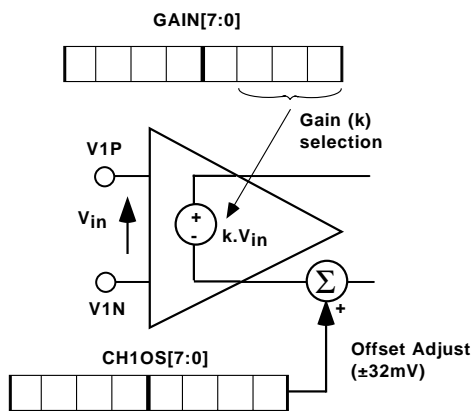 GAIN[7:0]
Gain (k)
selection
V1P
+
-
Vin
k.Vin
V1N
Σ
+
CH1OS[7:0]
Offset Adjust
(±32mV)